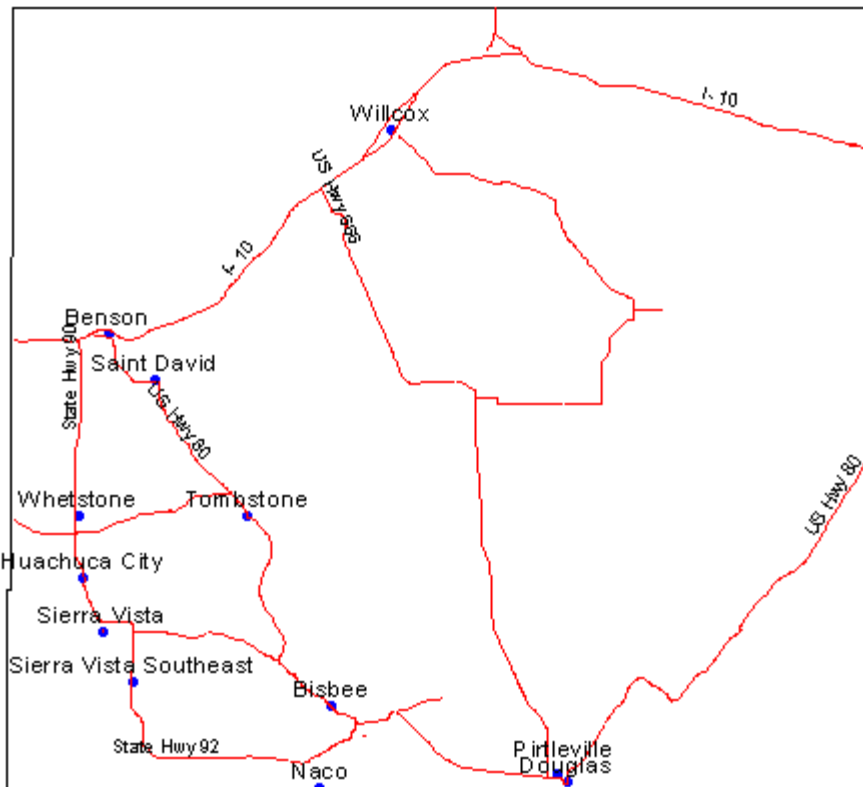 I- 10
Willcox
US Hwy 666
I- 10
Benson
State Hwy 90
Saint David
US Hwy 80
US Hwy 80
Whetstone
Tombstone
Huachuca City
Sierra Vista
Sierra Vista Southeast
Bisbee
State Hwy 92
Naco
Pirtleville
Douglas